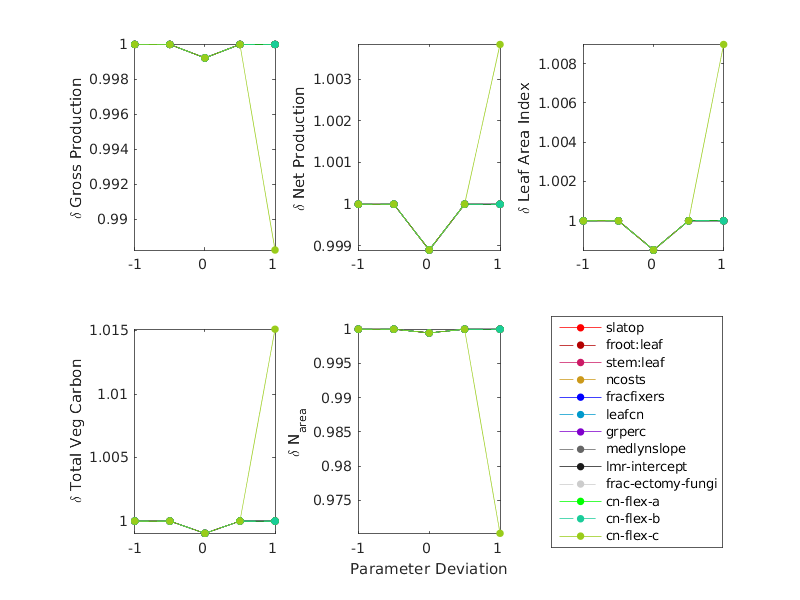 1
0.998
0.996
0.994
0.992
0.99
-1
0
1
δ Gross Production
1.003
1.002
1.001
1
0.999
-1
0
1
δ Net Production
1.008
1.006
1.004
1.002
1
-1
0
1
δ Leaf Area Index
1.015
1.01
1.005
1
-1
0
1
δ Total Veg Carbon
1
0.995
0.99
0.985
0.98
0.975
-1
0
1
δ Narea
Parameter Deviation
slatop
froot:leaf
stem:leaf
ncosts
fracfixers
leafcn
grperc
medlynslope
lmr-intercept
frac-ectomy-fungi
cn-flex-a
cn-flex-b
cn-flex-c